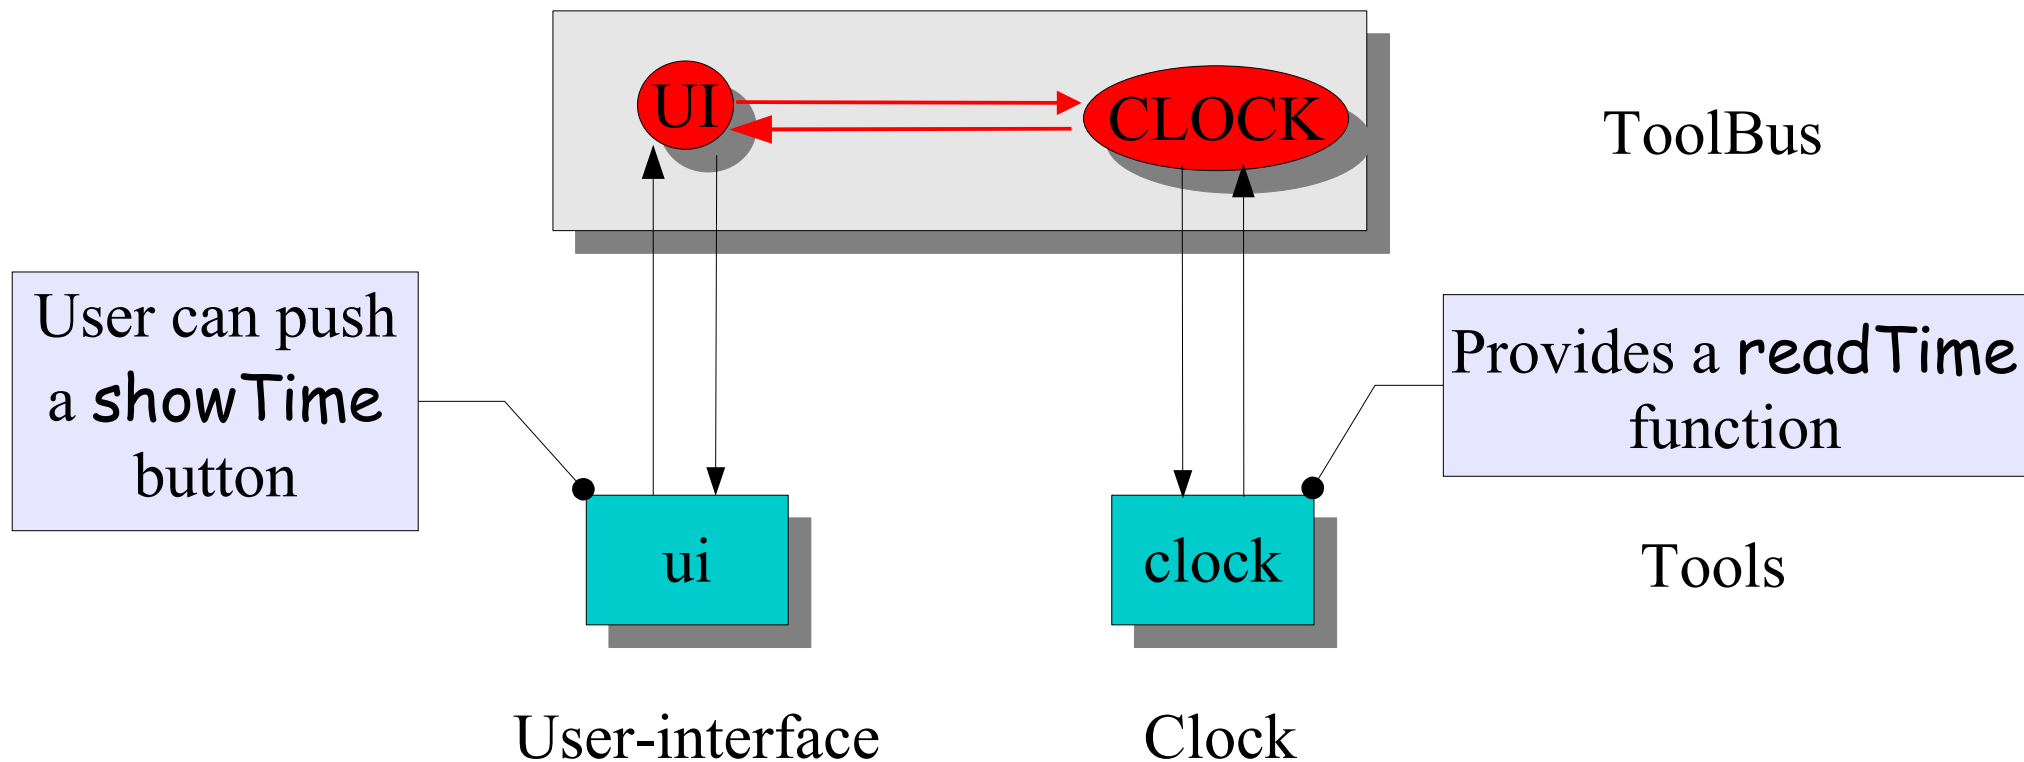 UI
CLOCK
ToolBus
User can push
a showTime
button
Provides a readTime
function
ui
clock
Tools
User-interface
Clock